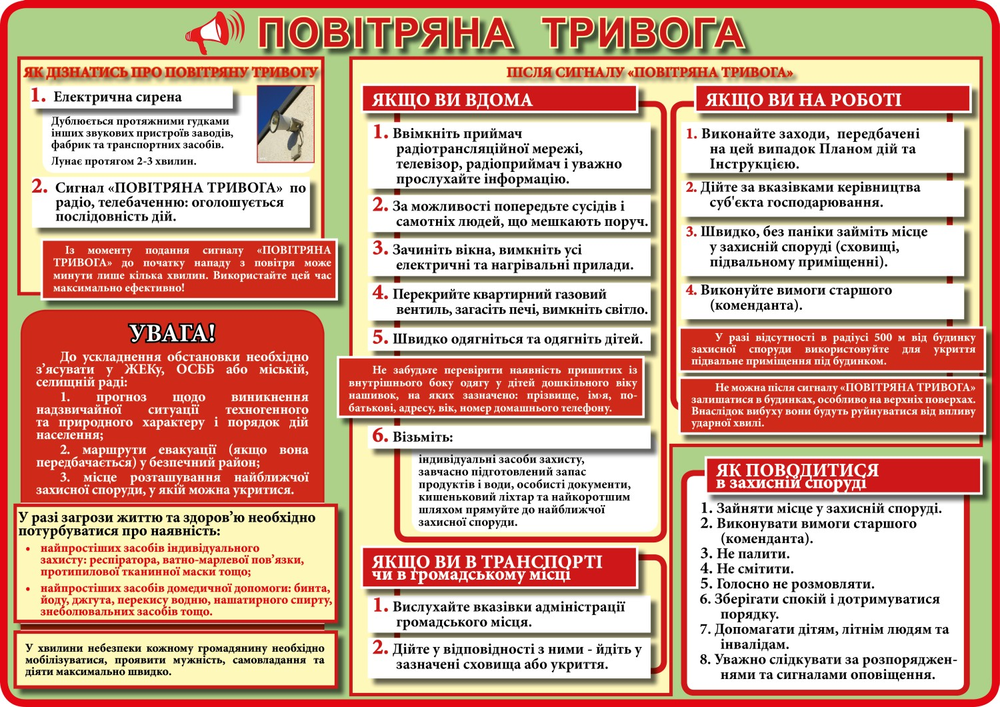 ПОВІТРЯНА ТРИВОГА
ЯК ДІЗНАТИСЬ ПРО ПОВІТРЯНУ ТРИВОГУ
1. Електрична сирена
Дублюється протяжними гудками
інших звукових пристроїв заводів,
фабрик та транспортних засобів.
Лунає протягом 2-3 хвилин.
2. Сигнал «ПОВІТРЯНА ТРИВОГА» по
радіо, телебаченню: оголошується
послідовність дій.
Із моменту подання сигналу «ПОВІТРЯНА
ТРИВОГА» до початку нападу з повітря може
минути лише кілька хвилин. Використайте цей час
максимально ефективно!
УВАГА!
До ускладнення обстановки необхідно
з’ясувати у ЖЕКу, ОСББ або міській,
селищній раді:
1. прогноз щодо виникнення
надзвичайної ситуації техногенного
та природного характеру і порядок дій
населення;
2. маршрути евакуації (якщо вона
передбачається) у безпечний район;
3. місце розташування найближчої
захисної споруди, у якій можна укритися.
У разі загрози життю та здоров’ю необхідно
потурбуватися про наявність:
• найпростіших засобів індивідуального
захисту: респіратора, ватно-марлевої пов’язки,
протипилової тканинної маски тощо;
• найпростіших засобів домедичної допомоги: бинта,
йоду, джгута, перекису водню, нашатирного спирту,
знеболювальних засобів тощо.
У хвилини небезпеки кожному громадянину необхідно
мобілізуватися, проявити мужність, самовладання та
діяти максимально швидко.
ПІСЛЯ СИГНАЛУ «ПОВІТРЯНА ТРИВОГА»
ЯКЩО ВИ ВДОМА
1. Ввімкніть приймач
радіотрансляційної мережі,
телевізор, радіоприймач і уважно
прослухайте інформацію.
2. За можливості попередьте сусідів і
самотніх людей, що мешкають поруч.
3. Зачиніть вікна, вимкніть усі
електричні та нагрівальні прилади.
4. Перекрийте квартирний газовий
вентиль, загасіть печі, вимкніть світло.
5. Швидко одягніться та одягніть дітей.
Не забудьте перевірити наявність пришитих із
внутрішнього боку одягу у дітей дошкільного віку
нашивок, на яких зазначено: прізвище, ім›я, по-
батькові, адресу, вік, номер домашнього телефону.
6. Візьміть:
індивідуальні засоби захисту,
завчасно підготовлений запас
продуктів і води, особисті документи,
кишеньковий ліхтар та найкоротшим
шляхом прямуйте до найближчої
захисної споруди.
ЯКЩО ВИ В ТРАНСПОРТІ
чи в громадському місці
1. Вислухайте вказівки адміністрації
громадського місця.
2. Дійте у відповідності з ними - йдіть у
зазначені сховища або укриття.
ЯКЩО ВИ НА РОБОТІ
1. Виконайте заходи, передбачені
на цей випадок Планом дій та
Інструкцією.
2. Дійте за вказівками керівництва
суб'єкта господарювання.
3. Швидко, без паніки займіть місце
у захисній споруді (сховищі,
підвальному приміщенні).
4. Виконуйте вимоги старшого
(коменданта).
У разі відсутності в радіусі 500 м від будинку
захисної споруди використовуйте для укриття
підвальне приміщення під будинком.
Не можна після сигналу «ПОВІТРЯНА ТРИВОГА»
залишатися в будинках, особливо на верхніх поверхах.
Внаслідок вибуху вони будуть руйнуватися від впливу
ударної хвилі.
ЯК ПОВОДИТИСЯ
в захисній споруді
1. Зайняти місце у захисній споруді.
2. Виконувати вимоги старшого
(коменданта).
3. Не палити.
4. Не смітити.
5. Голосно не розмовляти.
6. Зберігати спокій і дотримуватися
порядку.
7. Допомагати дітям, літнім людям та
інвалідам.
8. Уважно слідкувати за розпоряджен-
нями та сигналами оповіщення.